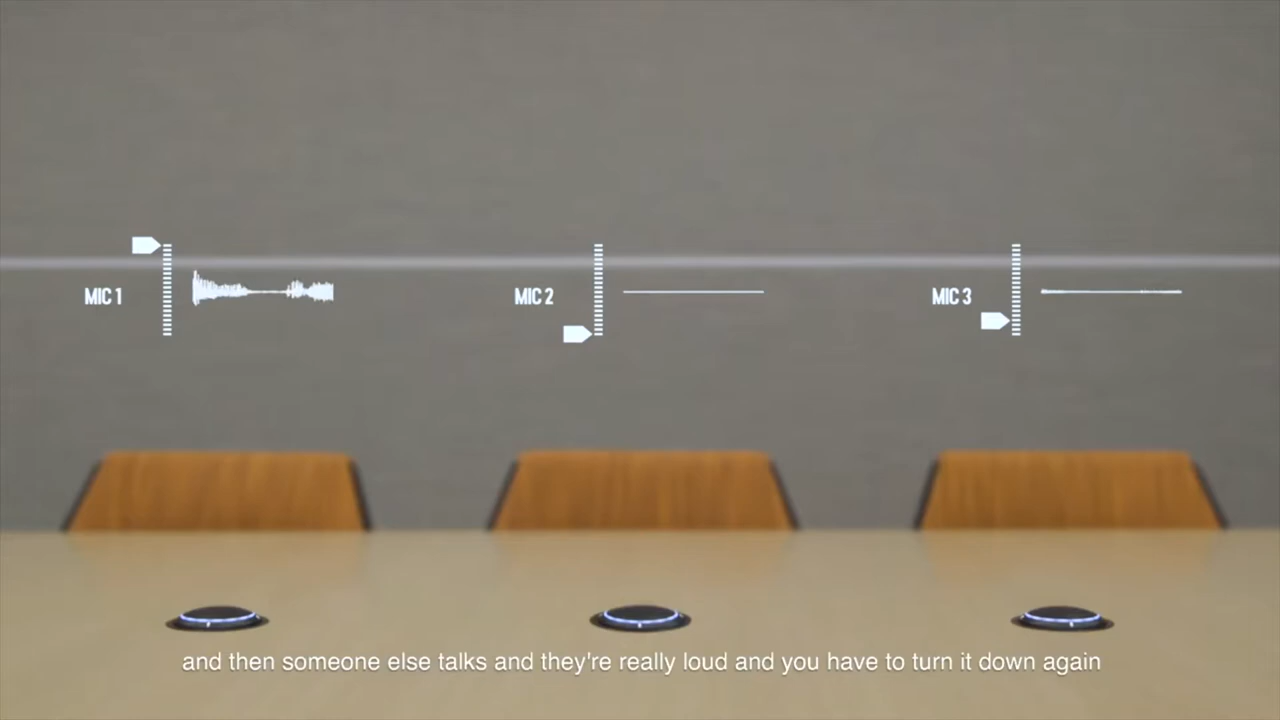 MIC 1
MIC 2
MIC 3
and then someone else talks and they're really loud and you have to turn it down again